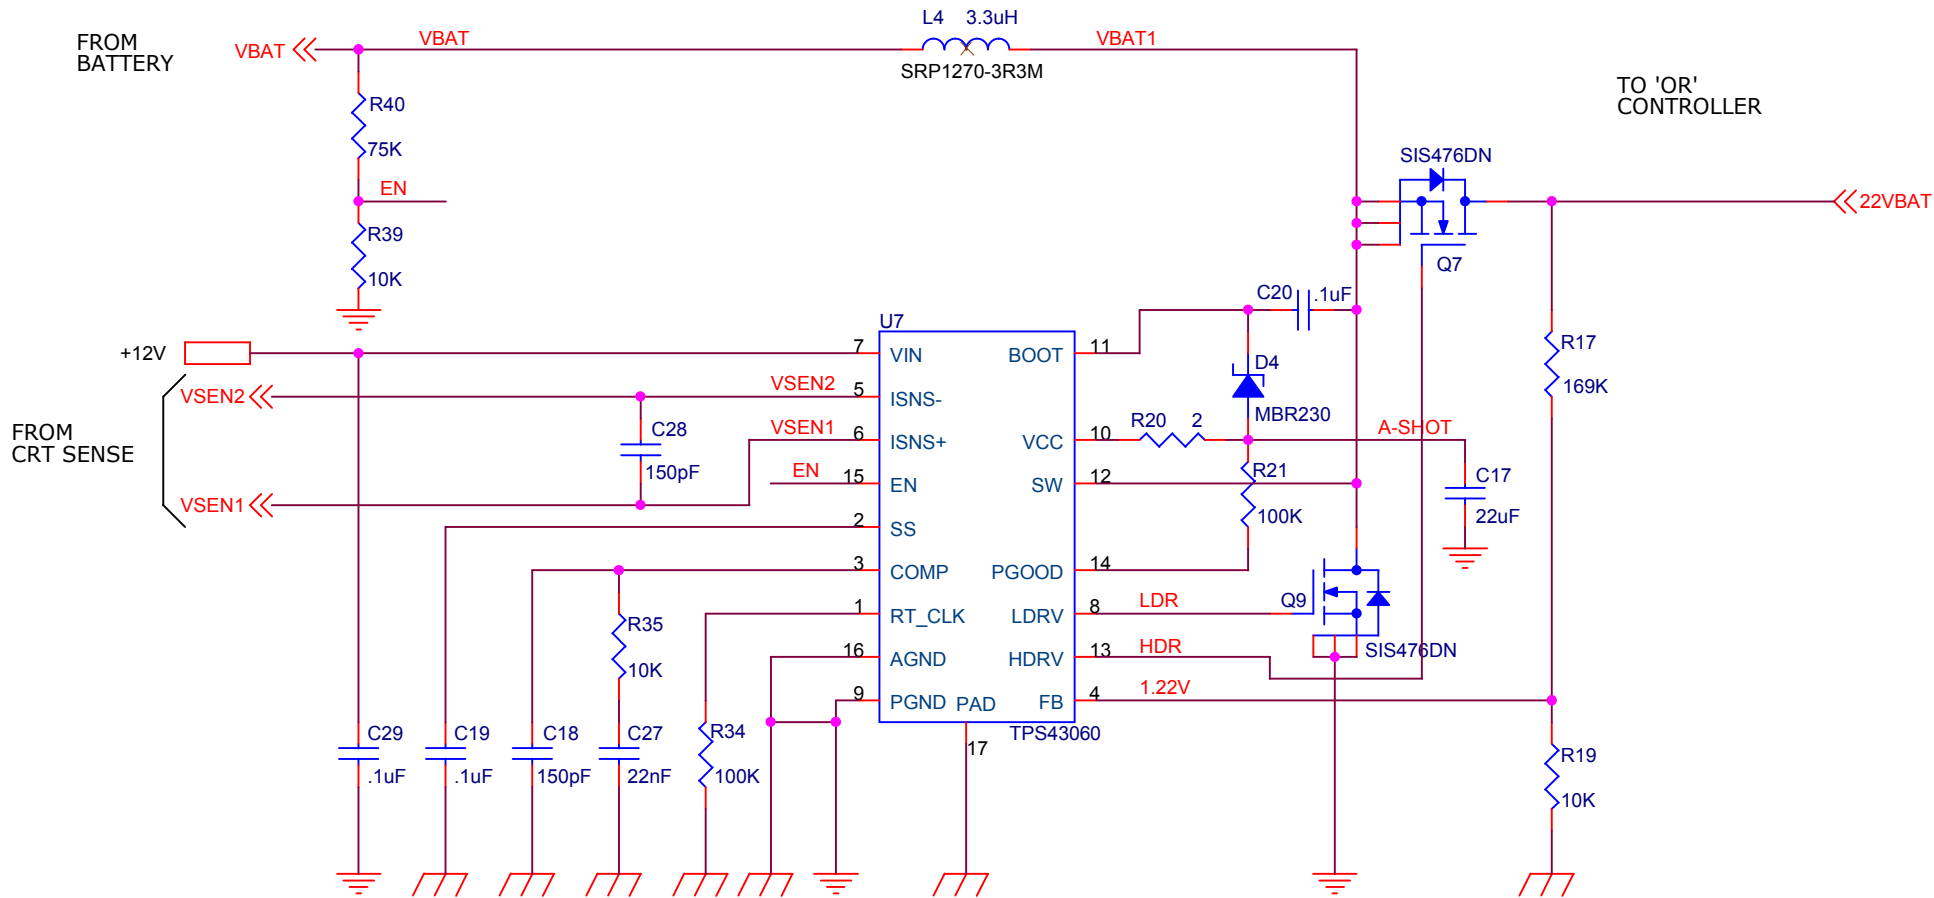 L4 3.3uH
FROM
BATTERY
VBAT
VBAT
VBAT1
SRP1270-3R3M
TO 'OR'
CONTROLLER
R40
75K
SIS476DN
EN
22VBAT
R39
10K
Q7
C20 .1uF
U7
+12V
7 VIN
BOOT 11
D4
R17
169K
VSEN2
VSEN2
5 ISNS-
MBR230
FROM
CRT SENSE
C28
150pF
VSEN1
6 ISNS+
VCC 10
R20 2
A-SHOT
EN
15 EN
SW 12
R21
100K
C17
22uF
VSEN1
2 SS
3 COMP
PGOOD 14
1 RT_CLK
LDRV 8
LDR
Q9
R35
10K
SIS476DN
16 AGND
HDRV 13
HDR
9 PGND
PAD
FB 4
1.22V
17
TPS43060
C29
.1uF
C19
.1uF
C18
150pF
C27
22nF
R34
100K
R19
10K